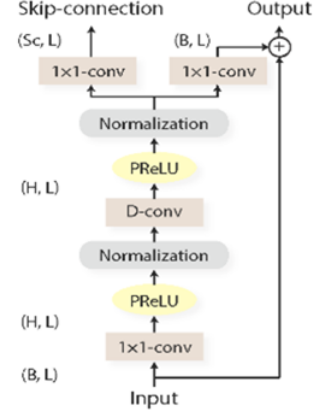 Skip-connection Output
(Sc, L) (B, L)
1×1-conv 1×1-conv
+
Normalization
PReLU
(H, L)
D-conv
Normalization
PReLU
(H, L)
1×1-conv
(B, L)
Input